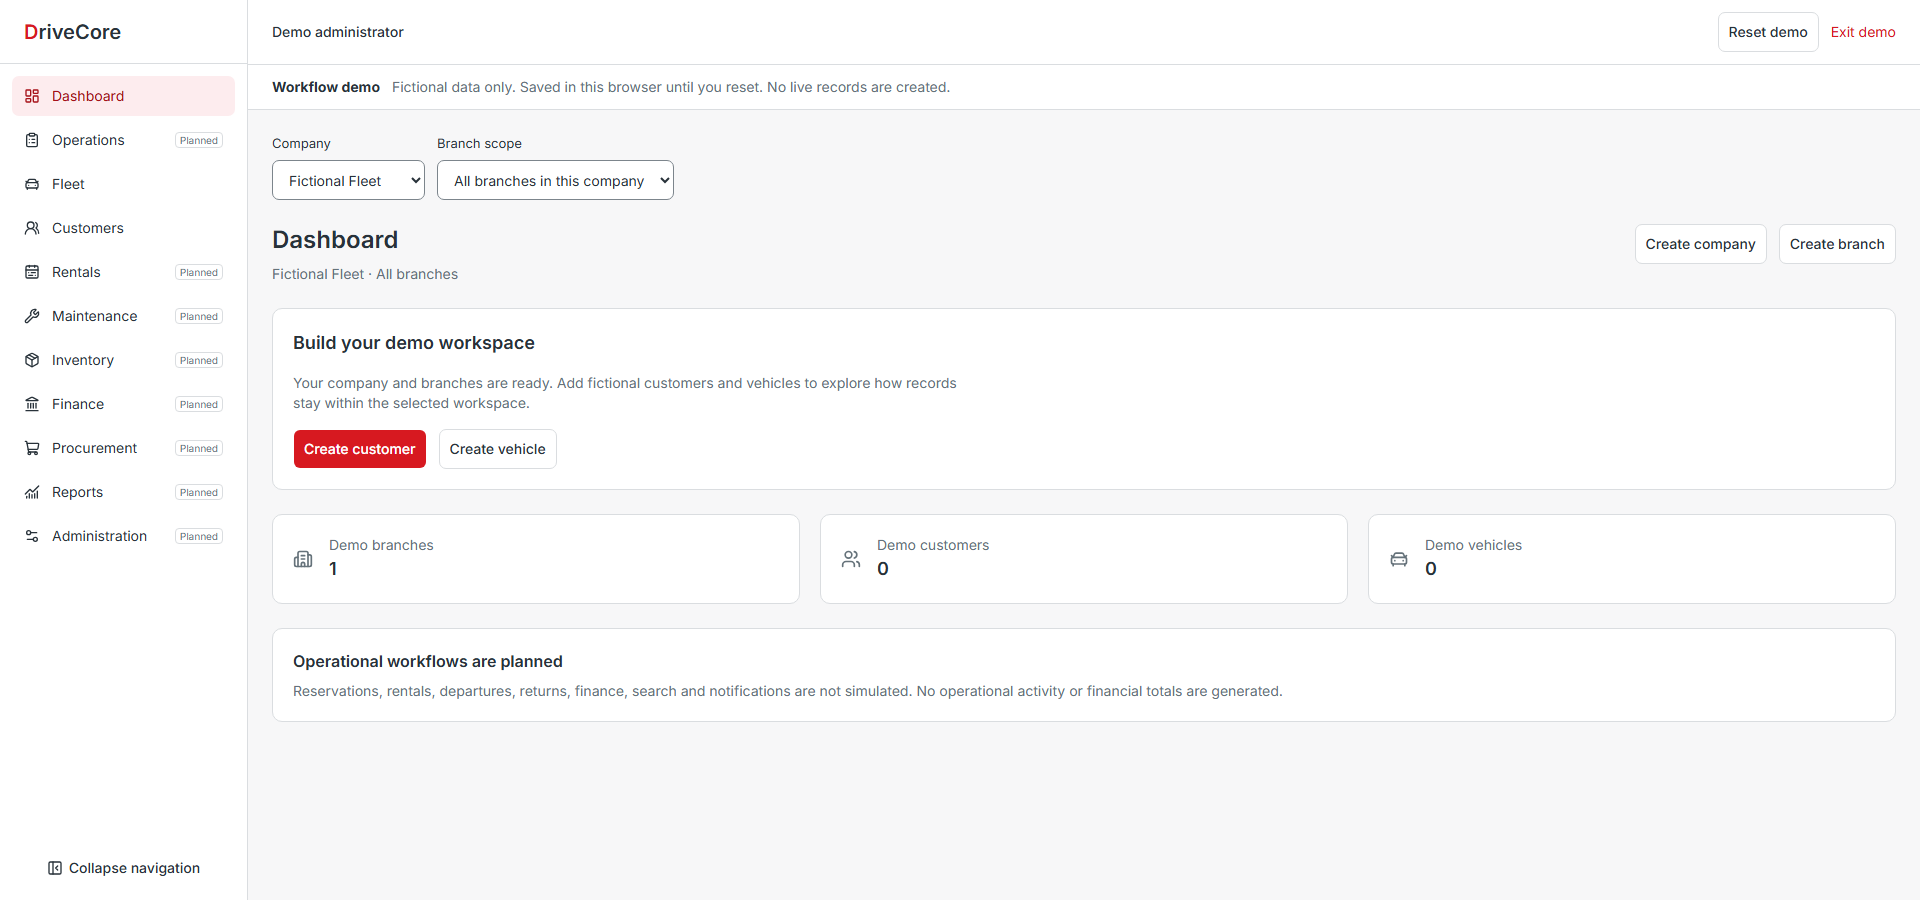 DriveCore
Demo administrator
Reset demo
Exit demo
Workflow demo Fictional data only. Saved in this browser until you reset. No live records are created.
Dashboard
Operations Planned
Fleet
Customers
Rentals Planned
Maintenance Planned
Inventory Planned
Finance Planned
Procurement Planned
Reports Planned
Administration Planned
Collapse navigation
Company
Fictional Fleet
Branch scope
All branches in this company
Dashboard
Fictional Fleet · All branches
Create company
Create branch
Build your demo workspace
Your company and branches are ready. Add fictional customers and vehicles to explore how records
stay within the selected workspace.
Create customer
Create vehicle
Demo branches
1
Demo customers
0
Demo vehicles
0
Operational workflows are planned
Reservations, rentals, departures, returns, finance, search and notifications are not simulated. No operational activity or financial totals are generated.